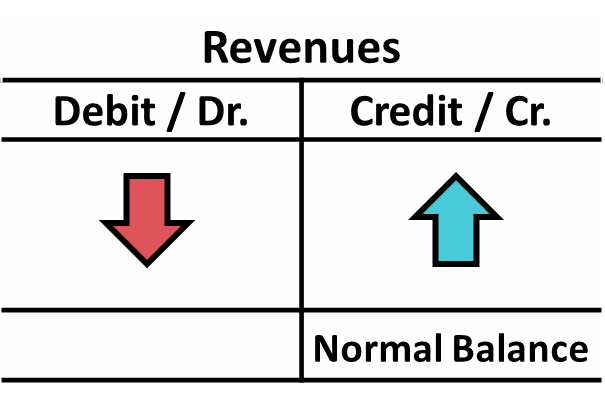 Revenues
Debit / Dr. Credit / Cr.
Normal Balance